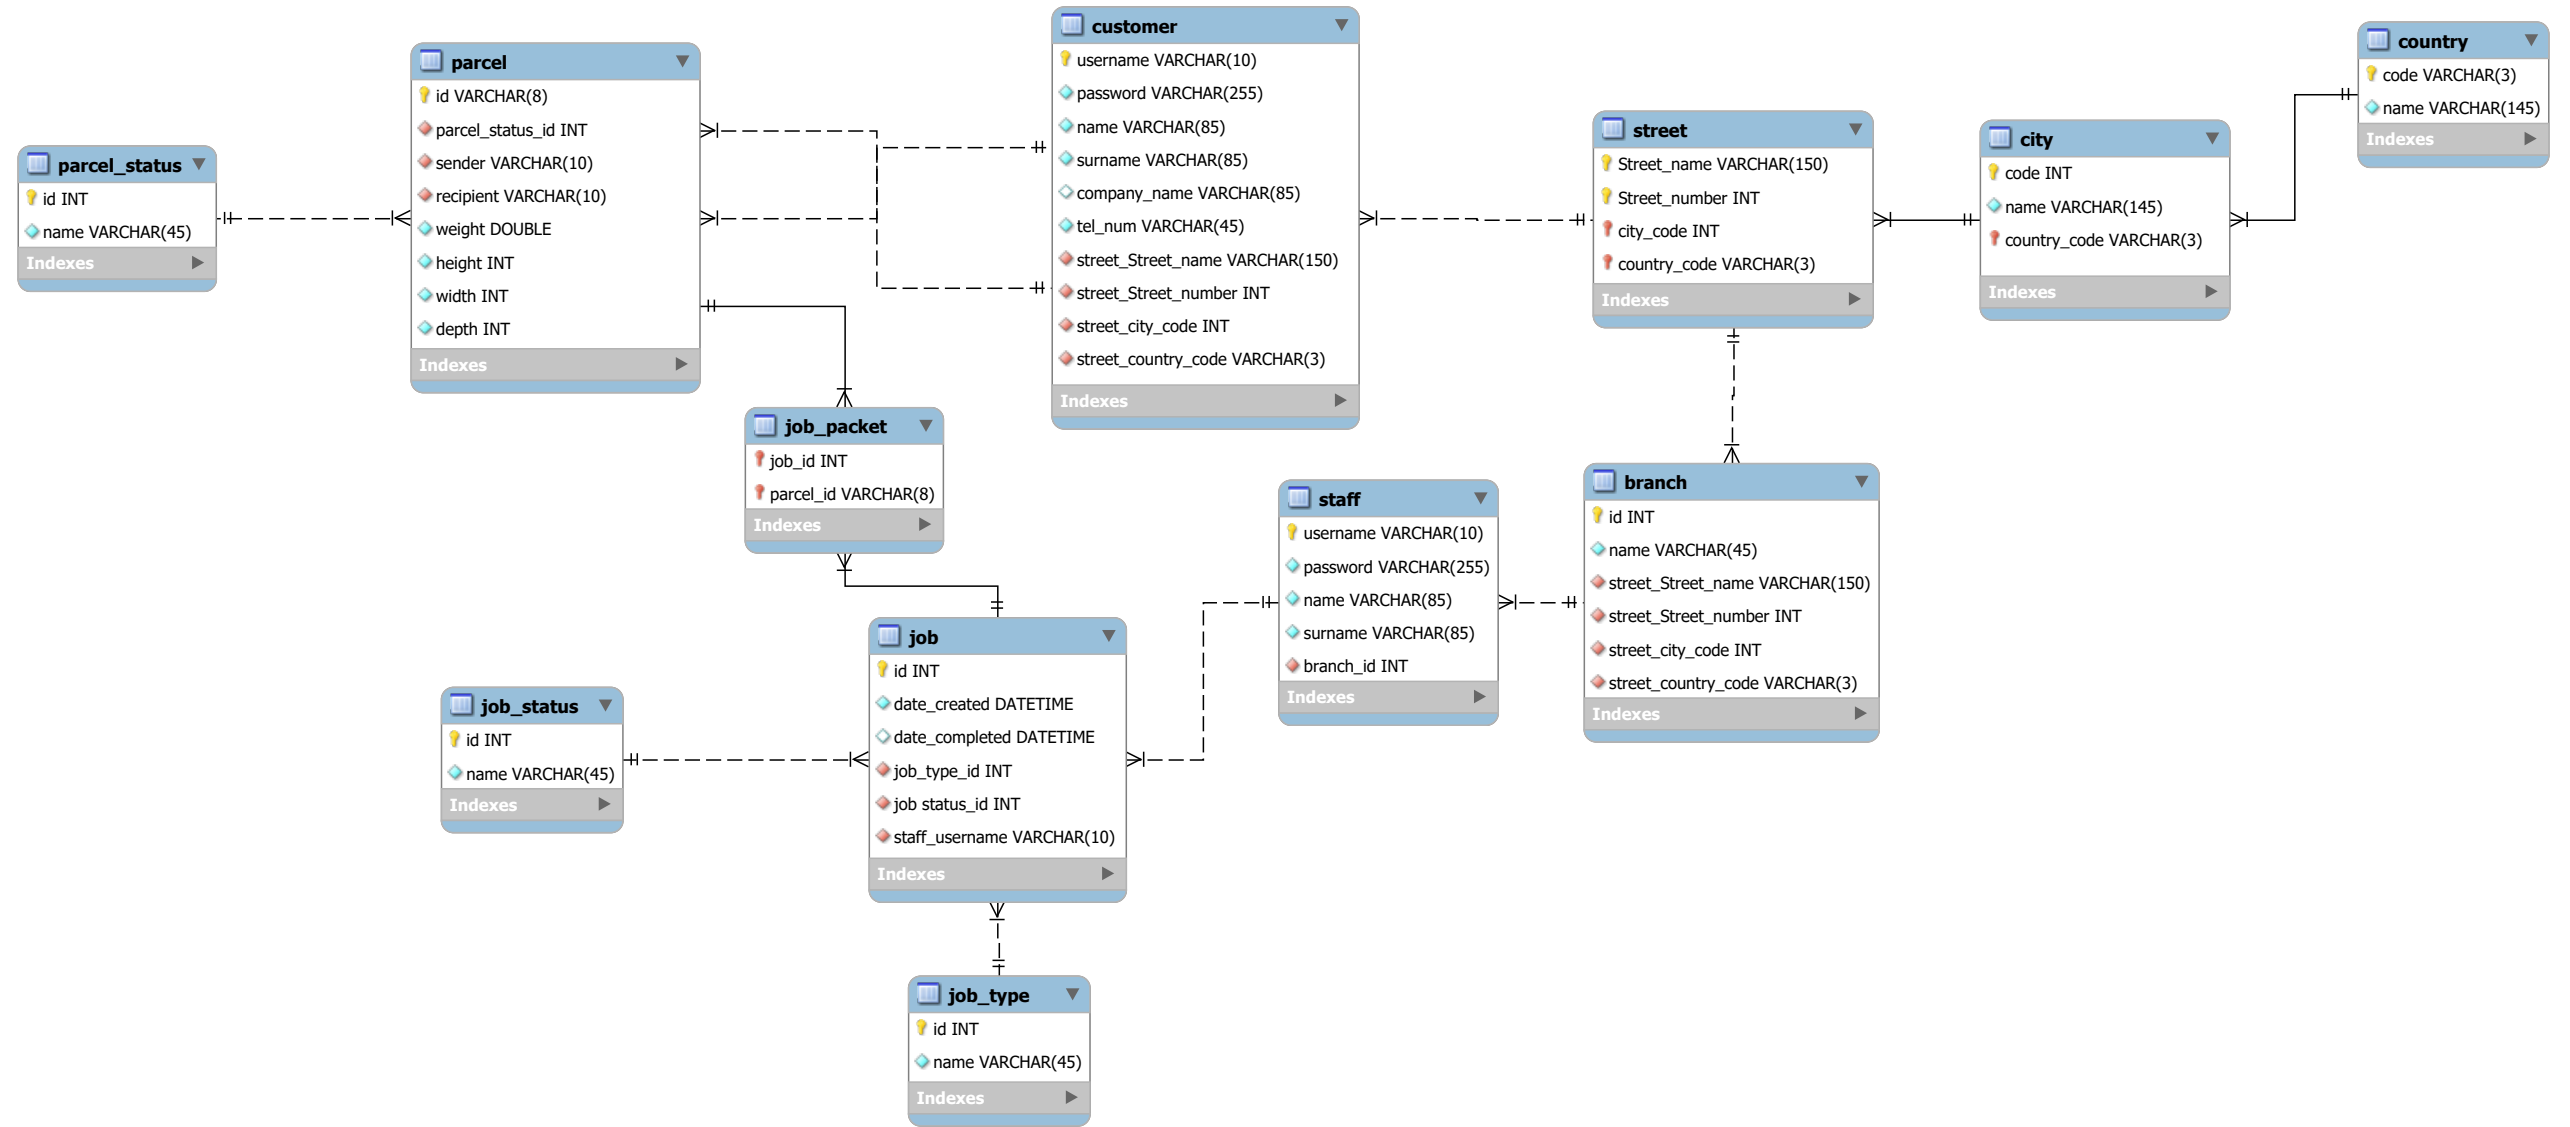 parcel_status
id INT
name VARCHAR(45)
Indexes
parcel
id VARCHAR(8)
parcel_status_id INT
sender VARCHAR(10)
recipient VARCHAR(10)
weight DOUBLE
height INT
width INT
depth INT
Indexes
customer
username VARCHAR(10)
password VARCHAR(255)
name VARCHAR(85)
surname VARCHAR(85)
company_name VARCHAR(85)
tel_num VARCHAR(45)
street_Street_name VARCHAR(150)
street_Street_number INT
street_city_code INT
street_country_code VARCHAR(3)
Indexes
street
Street_name VARCHAR(150)
Street_number INT
city_code INT
country_code VARCHAR(3)
Indexes
city
code INT
name VARCHAR(145)
country_code VARCHAR(3)
Indexes
country
code VARCHAR(3)
name VARCHAR(145)
Indexes
job_packet
job_id INT
parcel_id VARCHAR(8)
Indexes
staff
username VARCHAR(10)
password VARCHAR(255)
name VARCHAR(85)
surname VARCHAR(85)
branch_id INT
Indexes
branch
id INT
name VARCHAR(45)
street_Street_name VARCHAR(150)
street_Street_number INT
street_city_code INT
street_country_code VARCHAR(3)
Indexes
job_status
id INT
name VARCHAR(45)
Indexes
job
id INT
date_created DATETIME
date_completed DATETIME
job_type_id INT
job status_id INT
staff_username VARCHAR(10)
Indexes
job_type
id INT
name VARCHAR(45)
Indexes